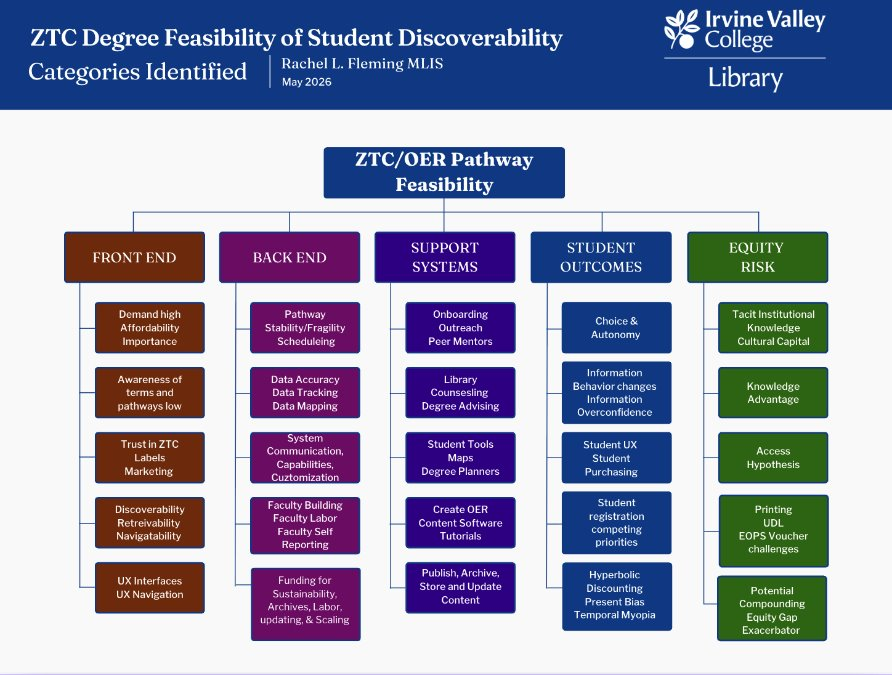 ZTC Degree Feasibility of Student Discoverability
Categories Identified
Rachel L. Fleming MLIS
May 2026
Irvine Valley
College
Library
ZTC/OER Pathway
Feasibility
FRONT END
Demand high
Affordability
Importance
Awareness of
terms and
pathways low
Trust in ZTC
Labels
Marketing
Discoverability
Retreivability
Navigatability
UX Interfaces
UX Navigation
BACK END
Pathway
Stability/Fragility
Scheduleing
Data Accuracy
Data Tracking
Data Mapping
System
Communication,
Capabilities,
Cuztomization
Faculty Building
Faculty Labor
Faculty Self
Reporting
Funding for
Sustainability,
Archives, Labor,
updating, & Scaling
SUPPORT
SYSTEMS
Onboarding
Outreach
Peer Mentors
Library
Counsesling
Degree Advising
Student Tools
Maps
Degree Planners
Create OER
Content Software
Tutorials
Publish, Archive,
Store and Update
Content
STUDENT
OUTCOMES
Choice &
Autonomy
Information
Behavior changes
Information
Overconfidence
Student UX
Student
Purchasing
Student
registration
competing
priorities
Hyperbolic
Discounting
Present Bias
Temporal Myopia
EQUITY
RISK
Tacit Institutional
Knowledge
Cultural Capital
Knowledge
Advantage
Access
Hypothesis
Printing
UDL
EOPS Voucher
challenges
Potential
Compounding
Equity Gap
Exacerbator